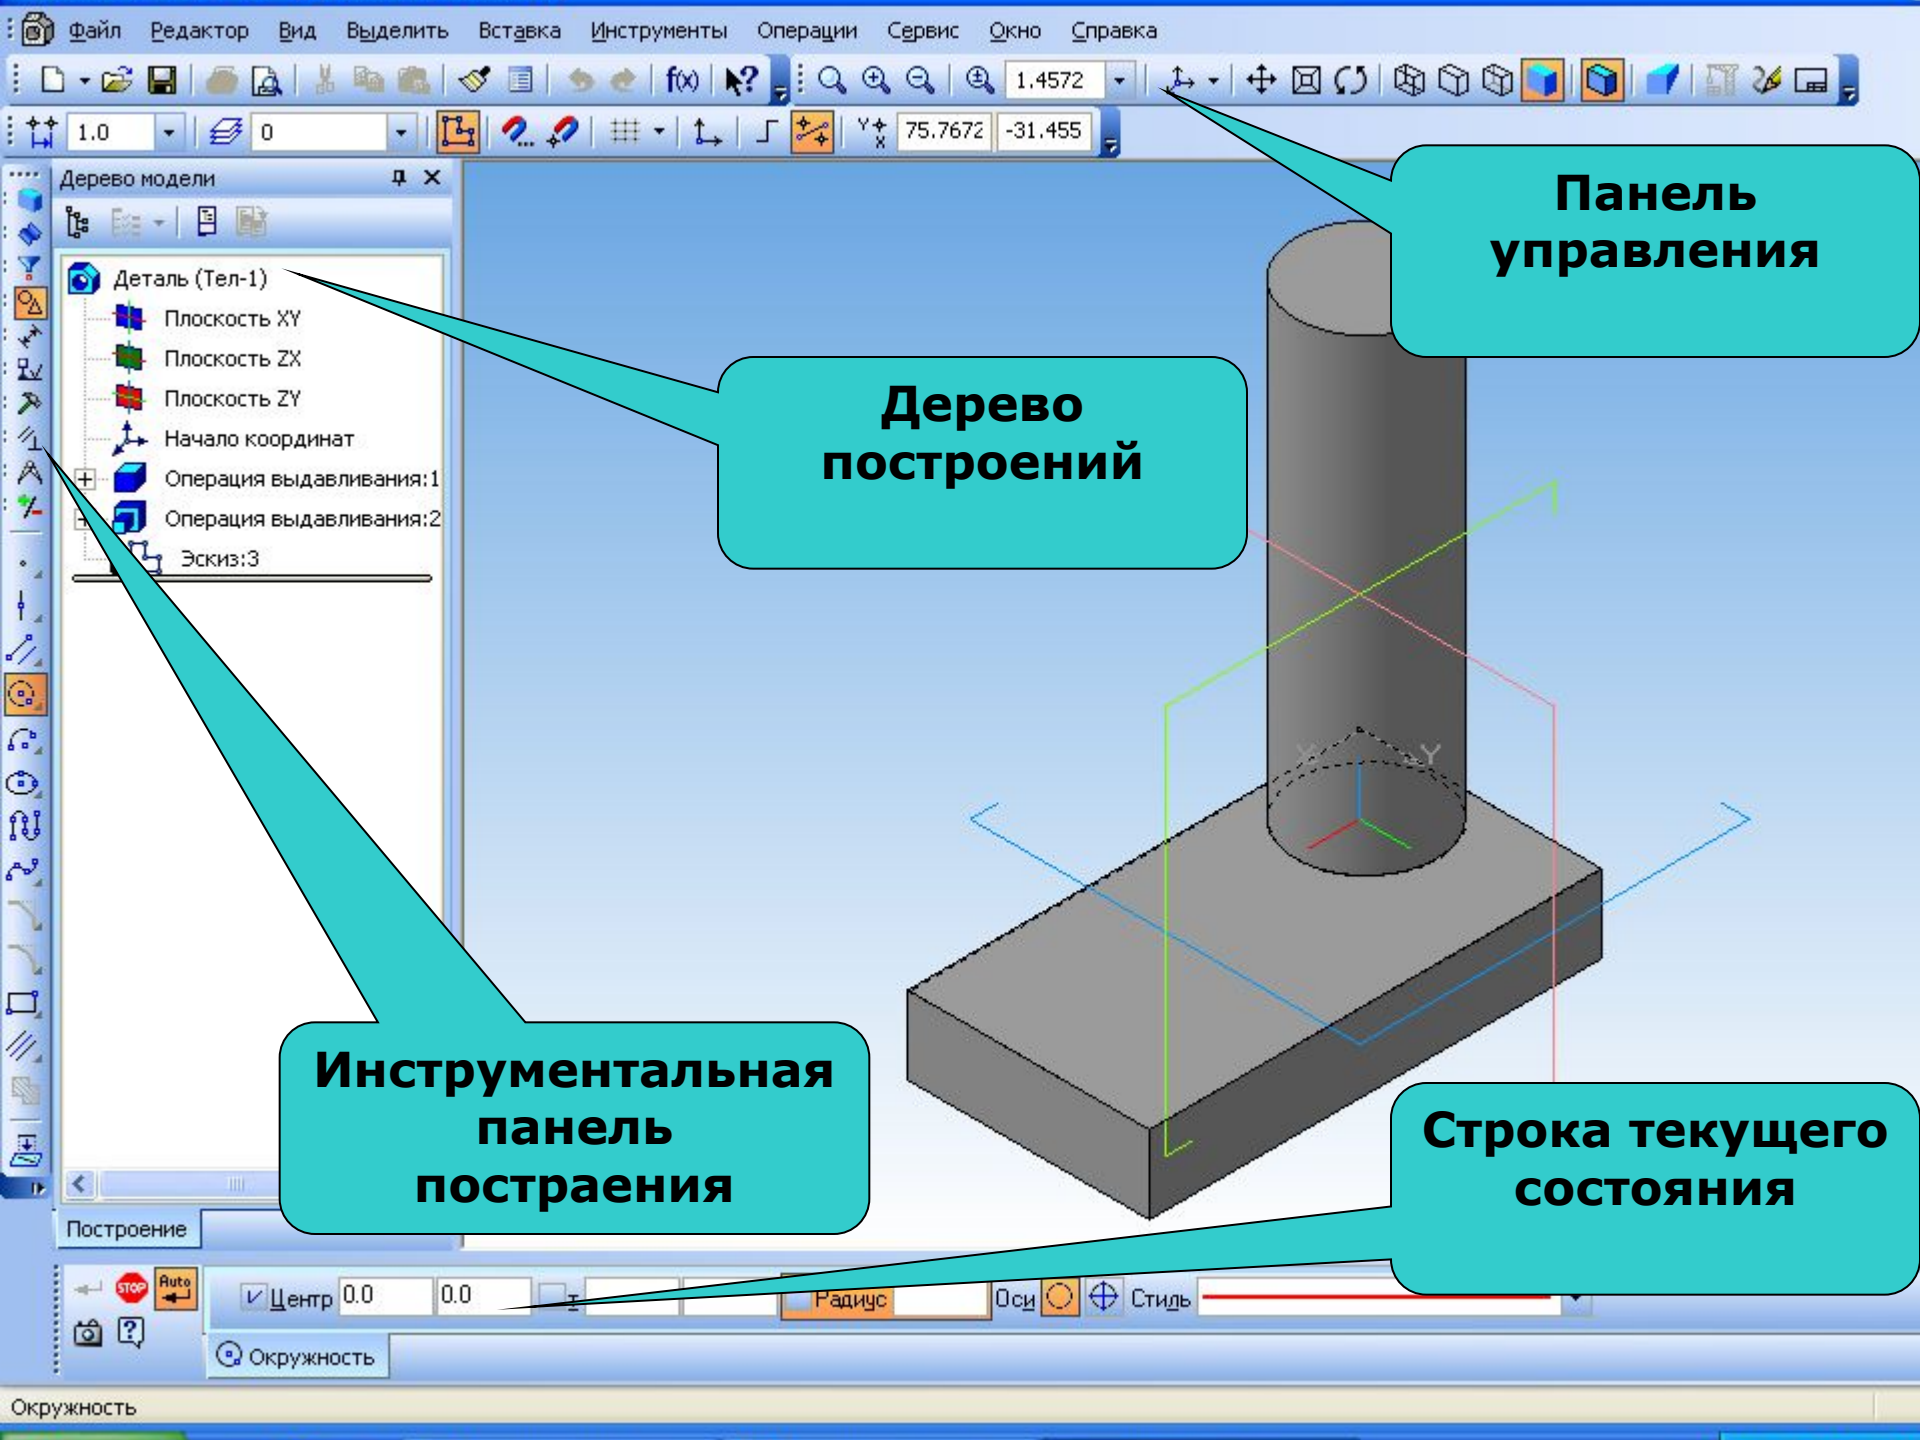 Файл Редактор Вид Выделить Вставка Инструменты Операции Сервис Окно Справка
f(x) ? 1.4572
1.0 0 Y X 75.7672 -31.455
Дерево модели
Деталь (Тел-1)
Плоскость XY
Плоскость ZX
Плоскость ZY
Начало координат
Операция выдавливания:1
Операция выдавливания:2
Эскиз:3
Панель
управления
Дерево
построений
Y
Инструментальная
панель
постраения
Строка текущего
состояния
Построение
STOP Auto Центр 0.0 0.0 т Радиус Оси Стиль
?
Окружность
Окружность